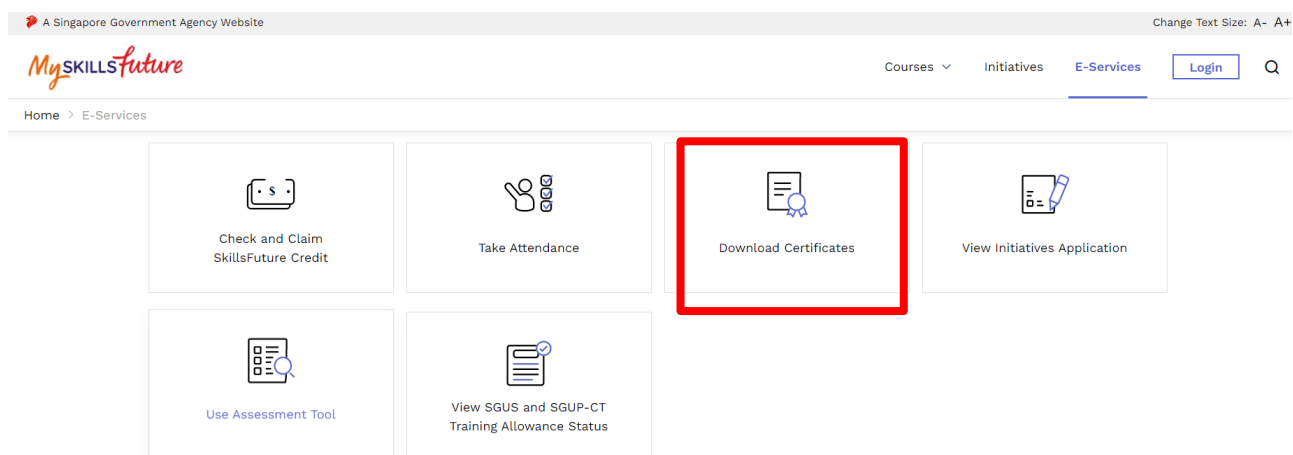 A Singapore Government Agency Website
Change Text Size: A- A+
MySKILLSfuture
Courses
Initiatives
E-Services
Login
Home > E-Services
$
Check and Claim
SkillsFuture Credit
Take Attendance
Download Certificates
View Initiatives Application
Use Assessment Tool
View SGUS and SGUP-CT
Training Allowance Status